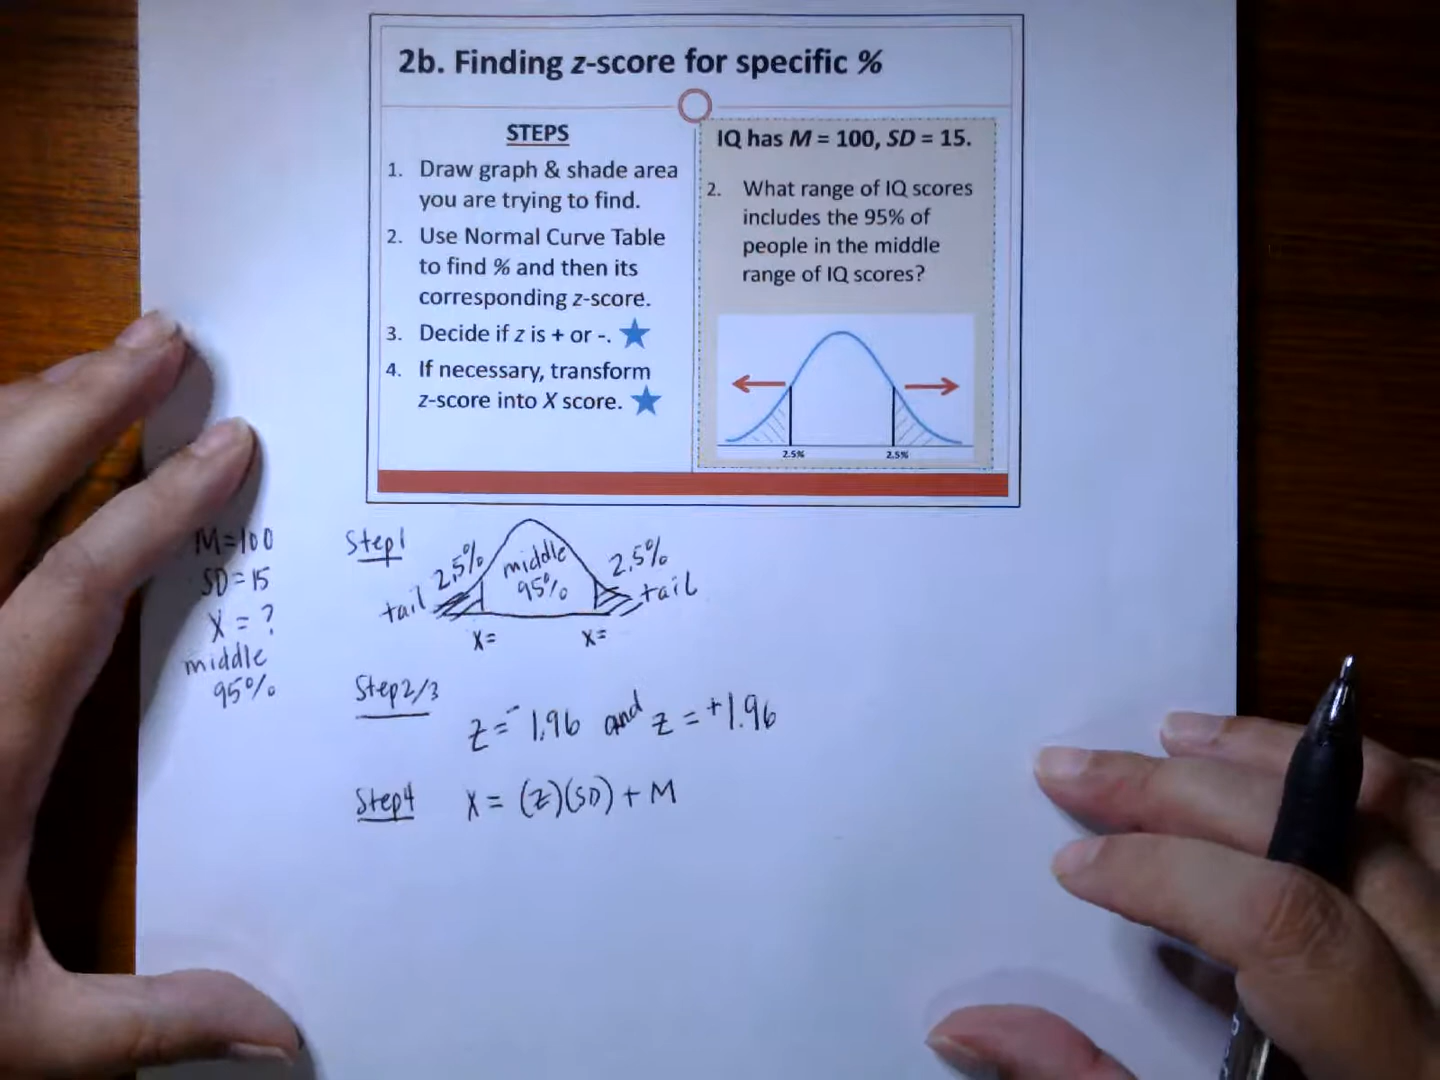 2b. Finding z-score for specific %
STEPS
1. Draw graph & shade area
you are trying to find.
2. Use Normal Curve Table
to find % and then its
corresponding z-score.
3. Decide if z is + or -.
4. If necessary, transform
z-score into X score.
IQ has M = 100, SD = 15.
2. What range of IQ scores
includes the 95% of
people in the middle
range of IQ scores?
2.5% 2.5%
M=100
SD=15
X = ?
middle
95%
Step1
tail 2.5% middle 95% 2.5% tail
X= X=
Step2/3
z = -1.96 and z = +1.96
Step4 X = (z)(SD) + M